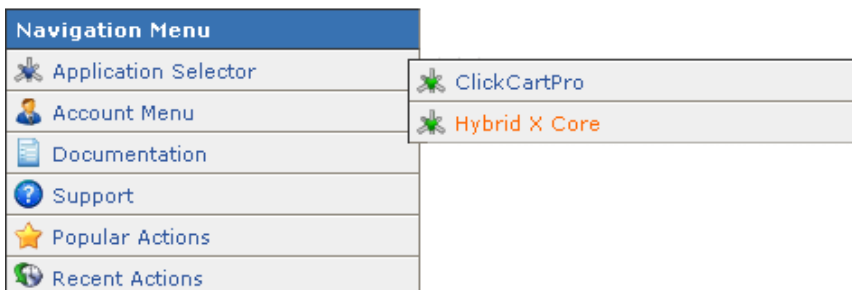 Navigation Menu
Application Selector
ClickCartPro
Hybrid X Core
Account Menu
Documentation
Support
Popular Actions
Recent Actions